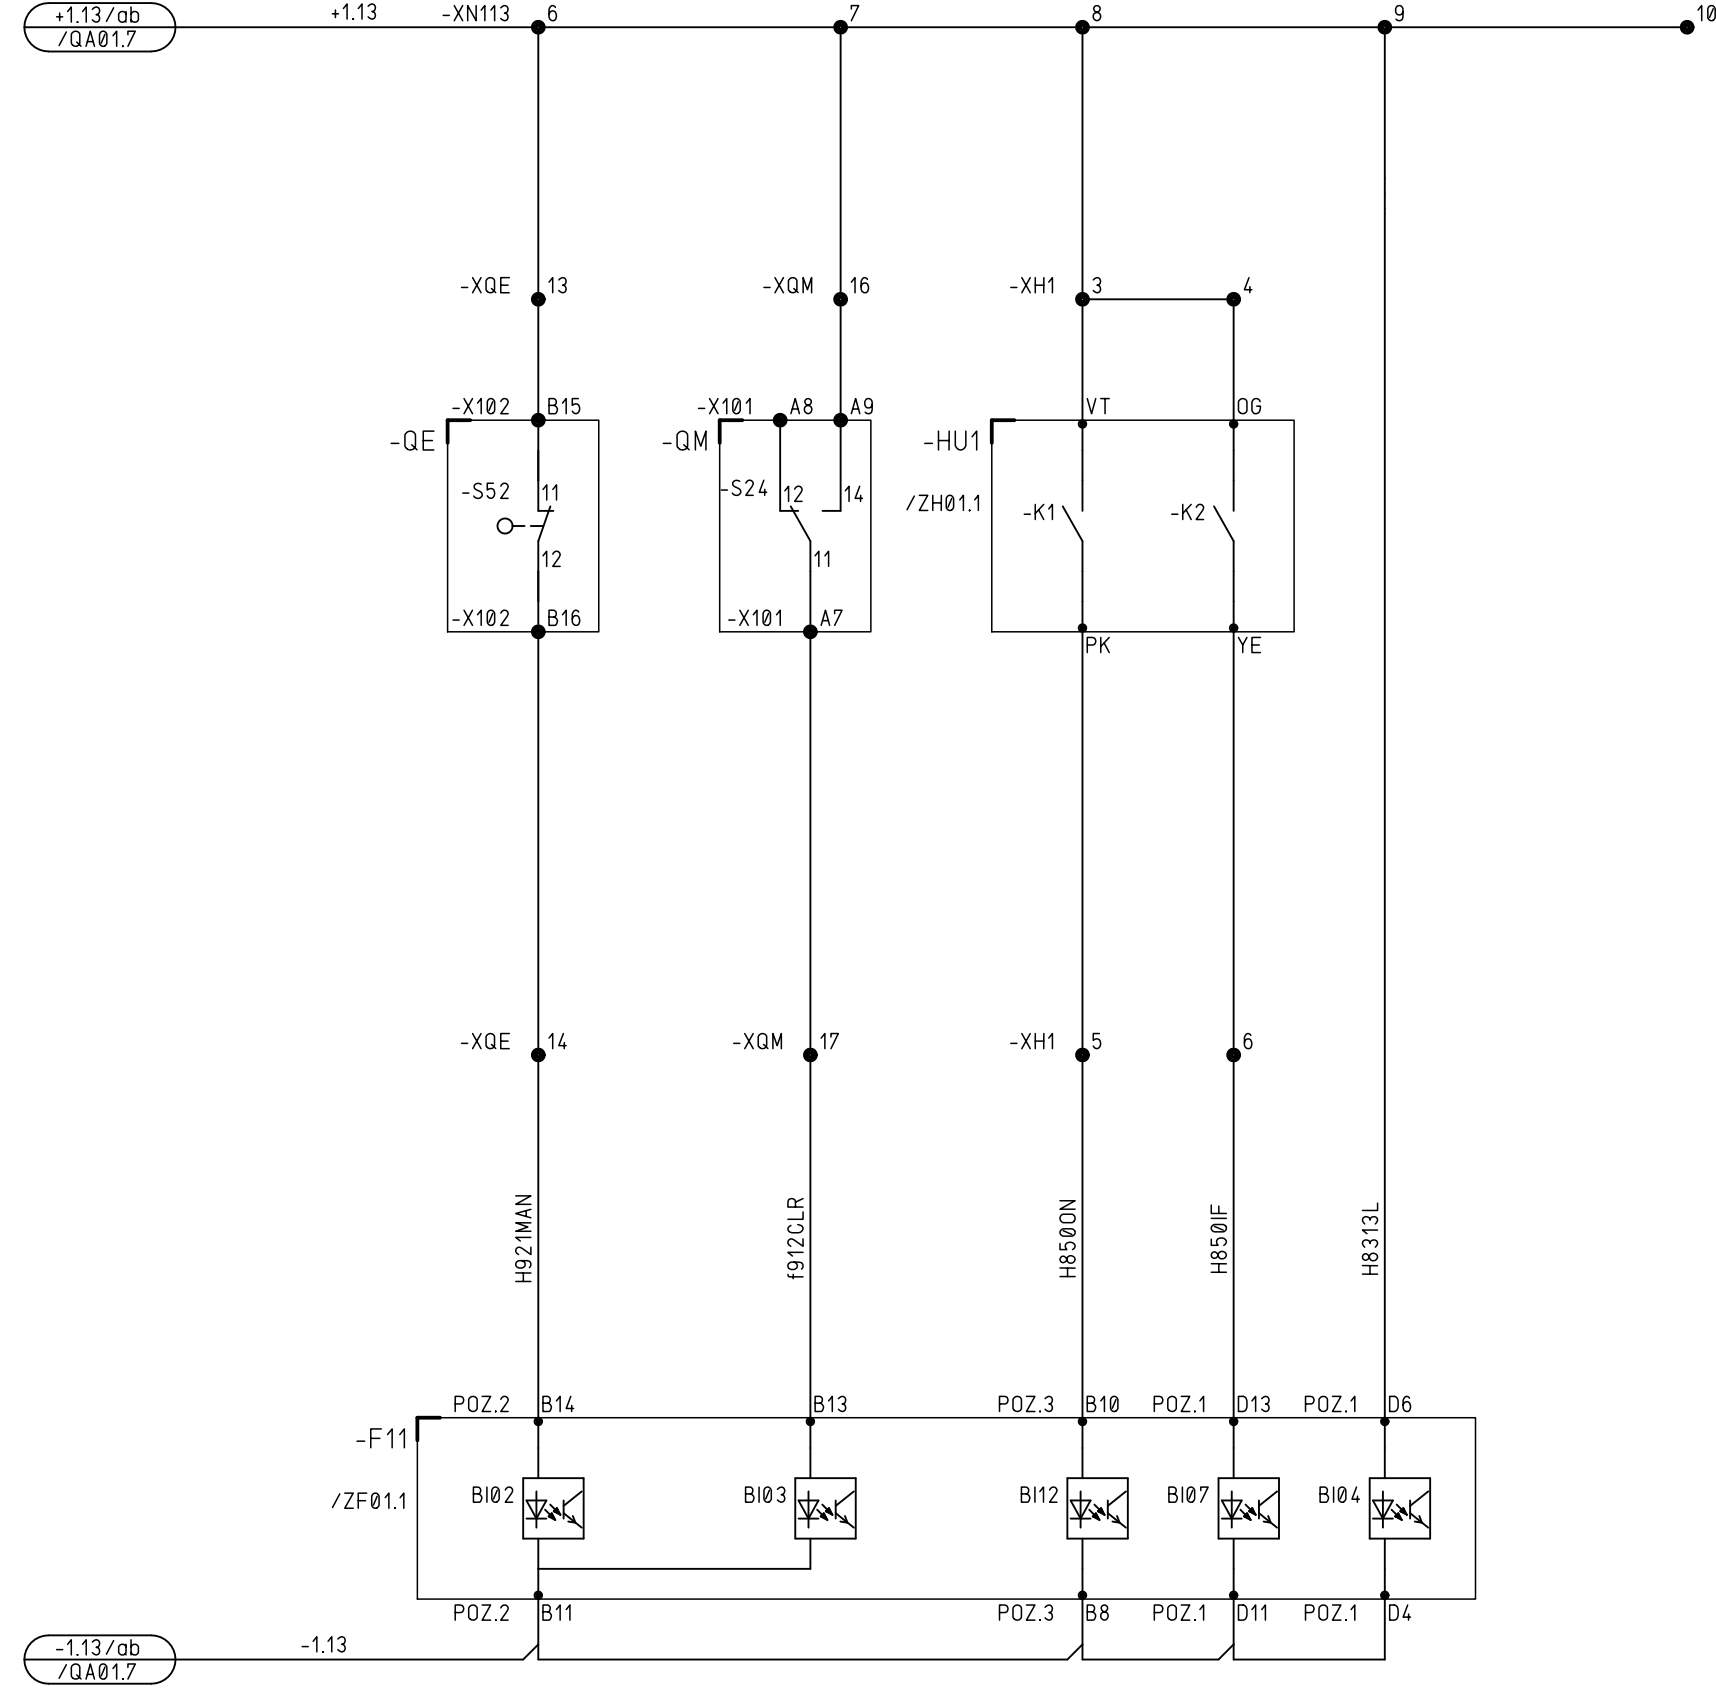 +1.13/ab
/QA01.7
+1.13
-XN113 6 7 8 9 10
-XQE 13 -XQM 16 -XH1 3 4
-X102 B15 -X101 A8 A9 VT OG
-QE -QM -HU1
-S52 11 -S24 12 14 /ZH01.1
-K1 -K2
12 11
-X102 B16 -X101 A7
PK YE
-XQE 14 -XQM 17 -XH1 5 6
H921MAN
f912CLR
H850ON
H850IF
H8313L
POZ.2 B14 B13 POZ.3 B10 POZ.1 D13 POZ.1 D6
-F11
/ZF01.1
BI02 BI03 BI12 BI07 BI04
POZ.2 B11 POZ.3 B8 POZ.1 D11 POZ.1 D4
-1.13/ab
/QA01.7
-1.13